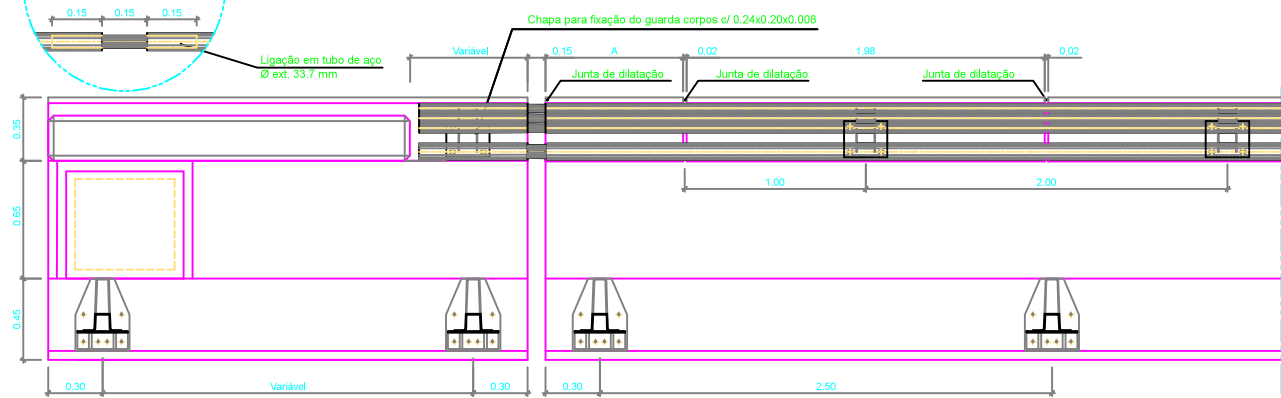 0.15 0.15 0.15
Chapa para fixação do guarda corpos c/ 0.24x0.20x0.008
Ligação em tubo de aço
Ø ext. 33.7 mm
Variável 0.15 A 0,02 1,98 0,02
Junta de dilatação Junta de dilatação Junta de dilatação
0.35
1.00 2.00
0.65
0.45
0.30 Variável 0.30 0.30 2.50